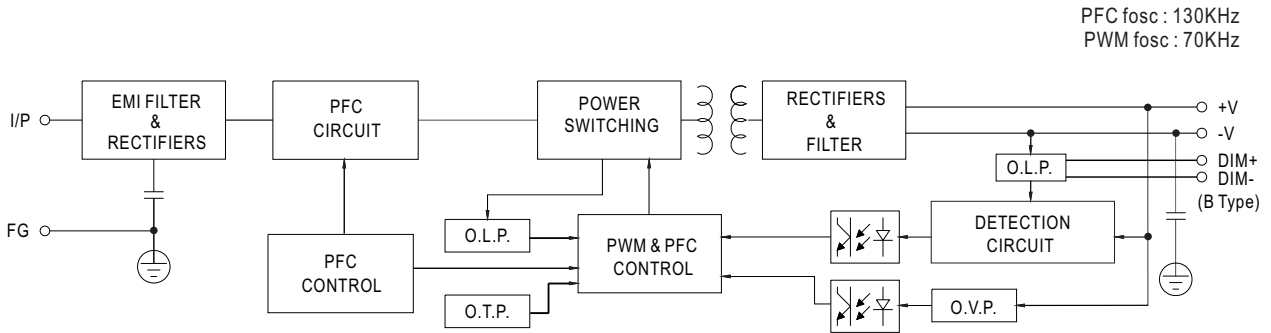 PFC fosc : 130KHz
PWM fosc : 70KHz
I/P
EMI FILTER
&
RECTIFIERS
PFC
CIRCUIT
POWER
SWITCHING
RECTIFIERS
&
FILTER
+V
-V
DIM+
DIM-
(B Type)
O.L.P.
FG
PFC
CONTROL
O.L.P.
O.T.P.
PWM & PFC
CONTROL
DETECTION
CIRCUIT
O.V.P.